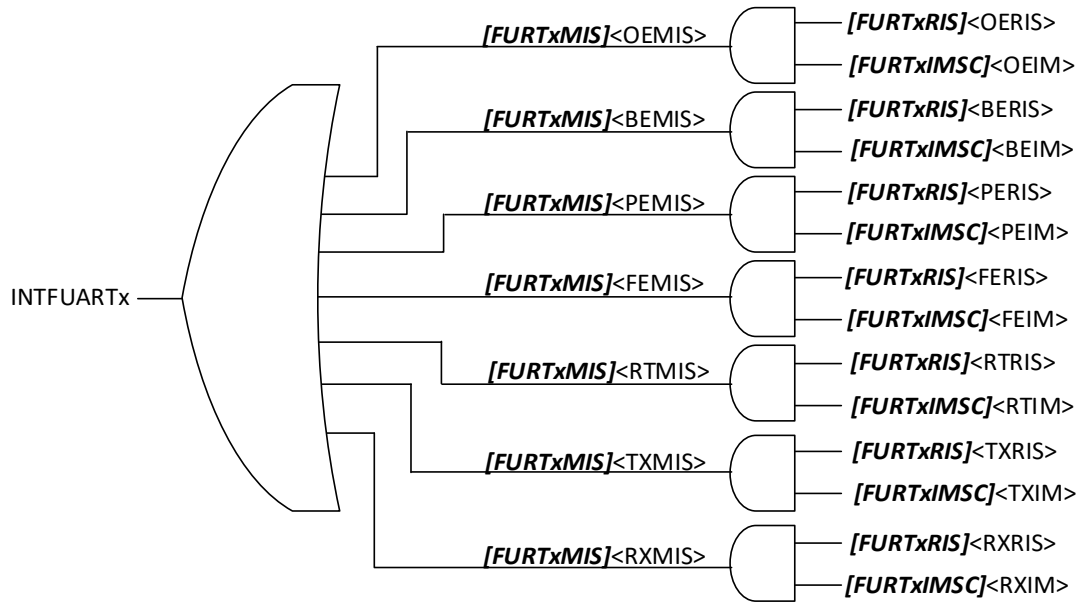 [FURTxMIS]<OEMIS>
[FURTxRIS]<OERIS>
[FURTxIMSC]<OEIM>
[FURTxMIS]<BEMIS>
[FURTxRIS]<BERIS>
[FURTxIMSC]<BEIM>
[FURTxMIS]<PEMIS>
[FURTxRIS]<PERIS>
[FURTxIMSC]<PEIM>
INTFUARTx
[FURTxMIS]<FEMIS>
[FURTxRIS]<FERIS>
[FURTxIMSC]<FEIM>
[FURTxMIS]<RTMIS>
[FURTxRIS]<RTRIS>
[FURTxIMSC]<RTIM>
[FURTxMIS]<TXMIS>
[FURTxRIS]<TXRIS>
[FURTxIMSC]<TXIM>
[FURTxMIS]<RXMIS>
[FURTxRIS]<RXRIS>
[FURTxIMSC]<RXIM>